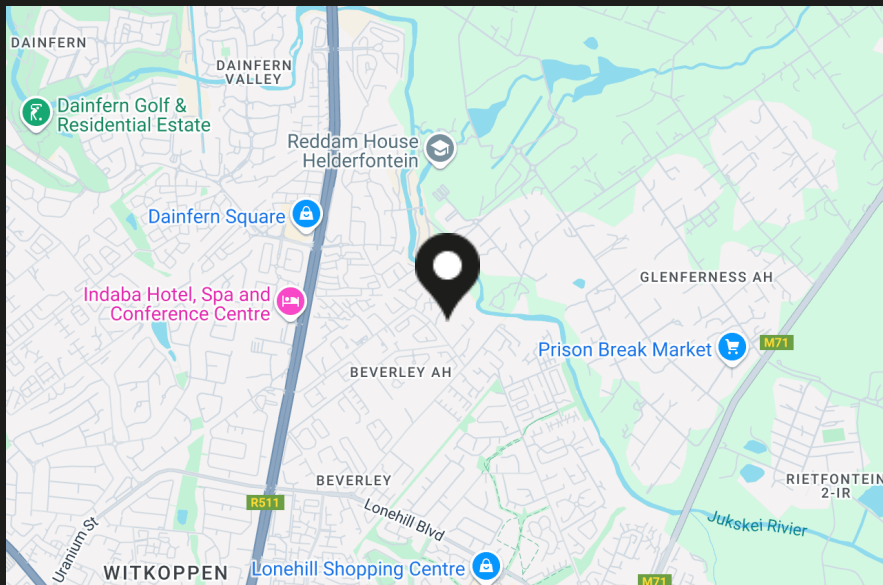 DAINFERN
DAINFERN
VALLEY
Dainfern Golf &
Residential Estate
Reddam House
Helderfontein
Dainfern Square
GLENFERNESS AH
Indaba Hotel, Spa and
Conference Centre
M71
Prison Break Market
BEVERLEY AH
BEVERLEY
RIETFONTEIN
2-IR
R511
Lonehill Blvd
Jukskei Rivier
Uranium St
WITKOPPEN
Lonehill Shopping Centre
M71